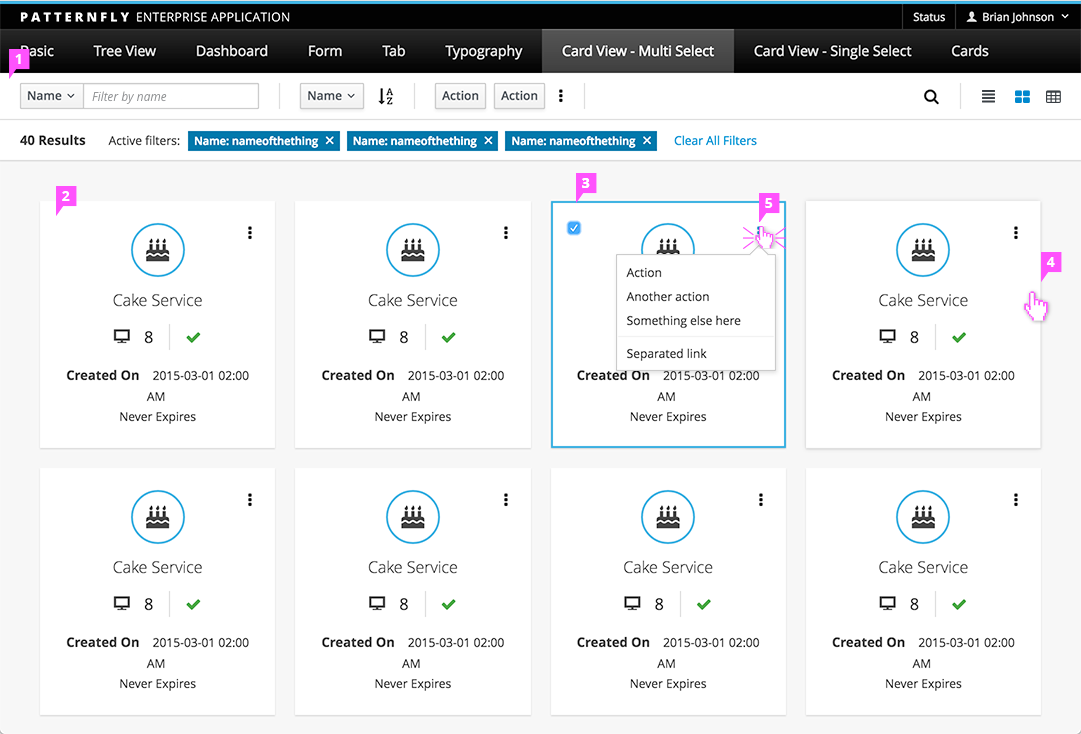 PATTERNFLY ENTERPRISE APPLICATION
Status
Brian Johnson
1
Basic
Tree View
Dashboard
Form
Tab
Typography
Card View - Multi Select
Card View - Single Select
Cards
Name
Filter by name
Name
A
Z
Action
Action
40 Results
Active filters:
Name: nameofthething ✕
Name: nameofthething ✕
Name: nameofthething ✕
Clear All Filters
2
Cake Service
8
Created On 2015-03-01 02:00
AM
Never Expires
Cake Service
8
Created On 2015-03-01 02:00
AM
Never Expires
3
5
Action
Another action
Something else here
Separated link
Created On 2015-03-01 02:00
AM
Never Expires
4
Cake Service
8
Created On 2015-03-01 02:00
AM
Never Expires
Cake Service
8
Created On 2015-03-01 02:00
AM
Never Expires
Cake Service
8
Created On 2015-03-01 02:00
AM
Never Expires
Cake Service
8
Created On 2015-03-01 02:00
AM
Never Expires
Cake Service
8
Created On 2015-03-01 02:00
AM
Never Expires